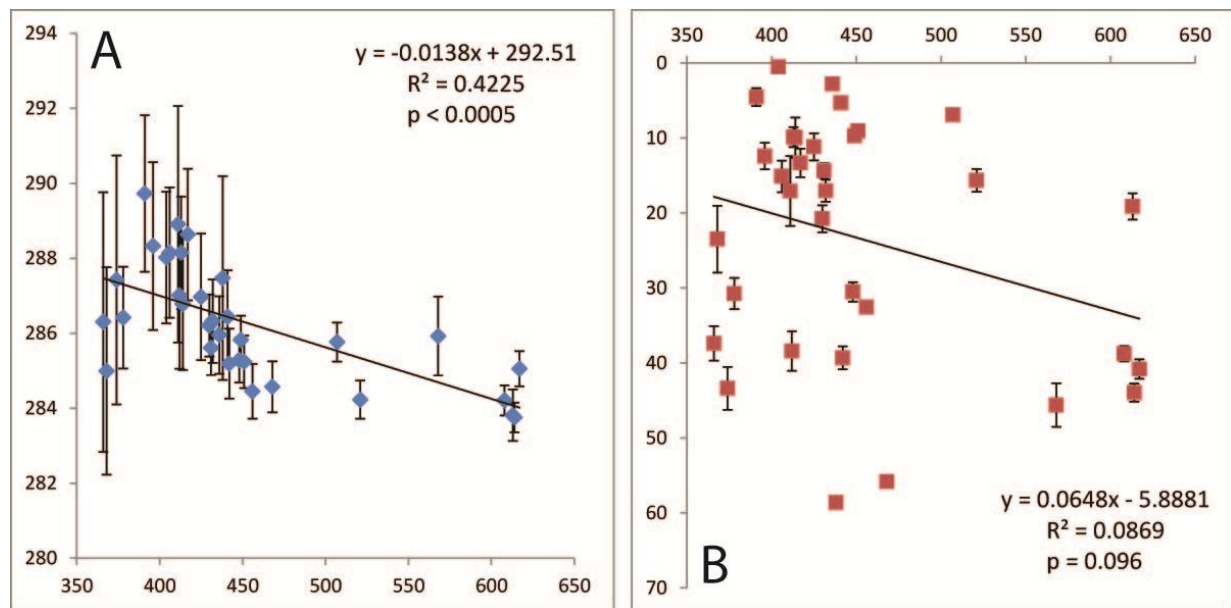 A
y = -0.0138x + 292.51
R² = 0.4225
p < 0.0005
294
292
290
288
286
284
282
280
350 400 450 500 550 600 650
350 400 450 500 550 600 650
0
10
20
30
40
50
60
70
y = 0.0648x - 5.8881
R² = 0.0869
p = 0.096
B